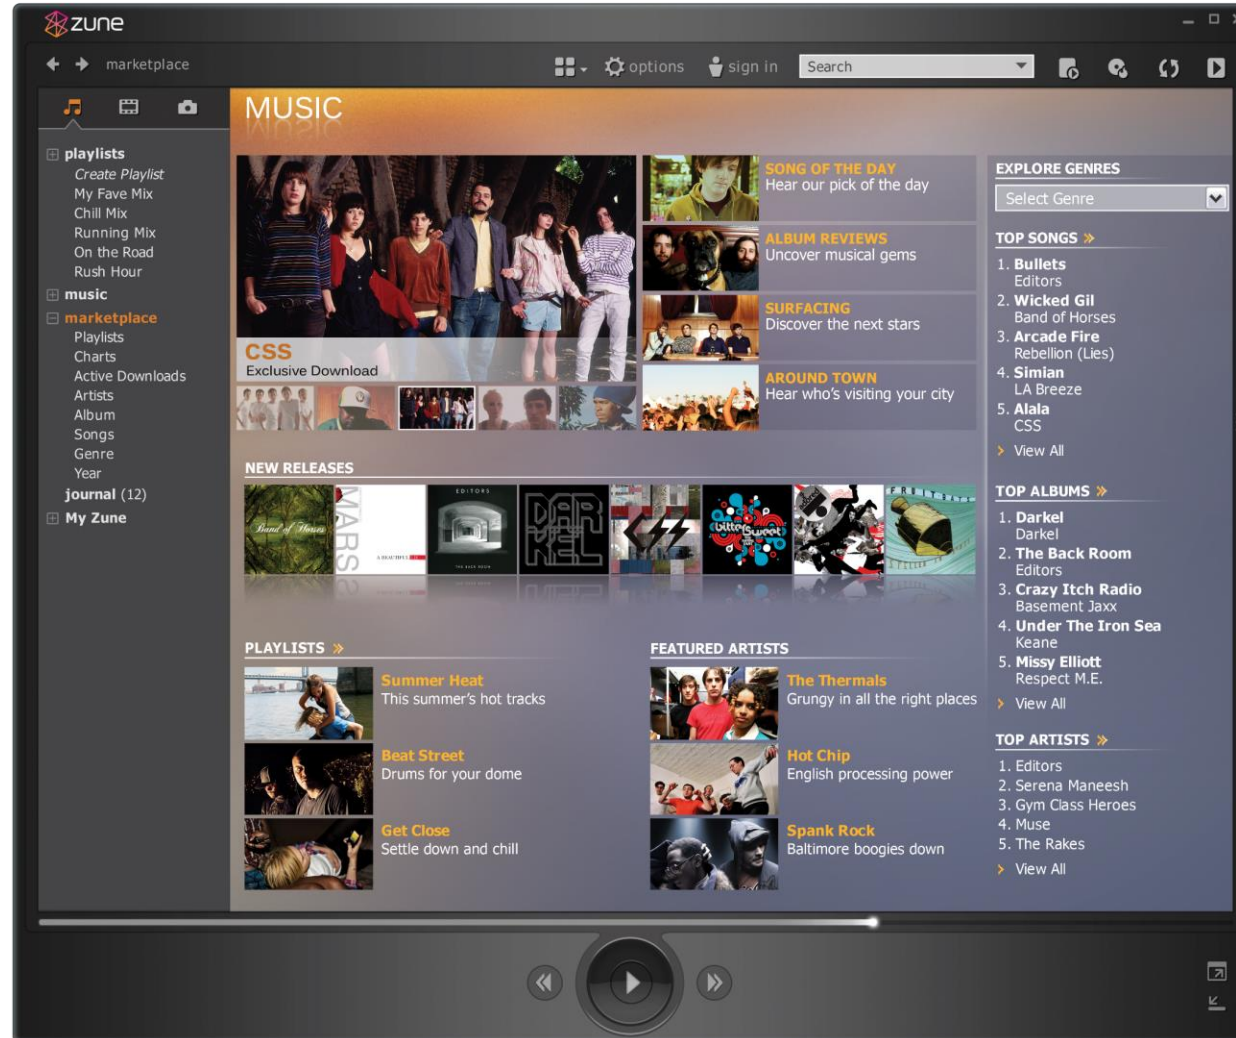 zune
marketplace
options
sign in
Search
playlists
Create Playlist
My Fave Mix
Chill Mix
Running Mix
On the Road
Rush Hour
music
marketplace
Playlists
Charts
Active Downloads
Artists
Album
Songs
Genre
Year
journal (12)
My Zune
MUSIC
CSS
Exclusive Download
SONG OF THE DAY
Hear our pick of the day
ALBUM REVIEWS
Uncover musical gems
SURFACING
Discover the next stars
AROUND TOWN
Hear who's visiting your city
NEW RELEASES
Band of Horses
MARS
A BEAUTIFUL
EDITORS
THE BACK ROOM
DARKEL
CSS
bitter:Sweet
PLAYLISTS »
Summer Heat
This summer's hot tracks
Beat Street
Drums for your dome
Get Close
Settle down and chill
FEATURED ARTISTS
The Thermals
Grungy in all the right places
Hot Chip
English processing power
Spank Rock
Baltimore boogies down
EXPLORE GENRES
Select Genre
TOP SONGS »
1. Bullets
Editors
2. Wicked Gil
Band of Horses
3. Arcade Fire
Rebellion (Lies)
4. Simian
LA Breeze
5. Alala
CSS
> View All
TOP ALBUMS »
1. Darkel
Darkel
2. The Back Room
Editors
3. Crazy Itch Radio
Basement Jaxx
4. Under The Iron Sea
Keane
5. Missy Elliott
Respect M.E.
> View All
TOP ARTISTS »
1. Editors
2. Serena Maneesh
3. Gym Class Heroes
4. Muse
5. The Rakes
> View All